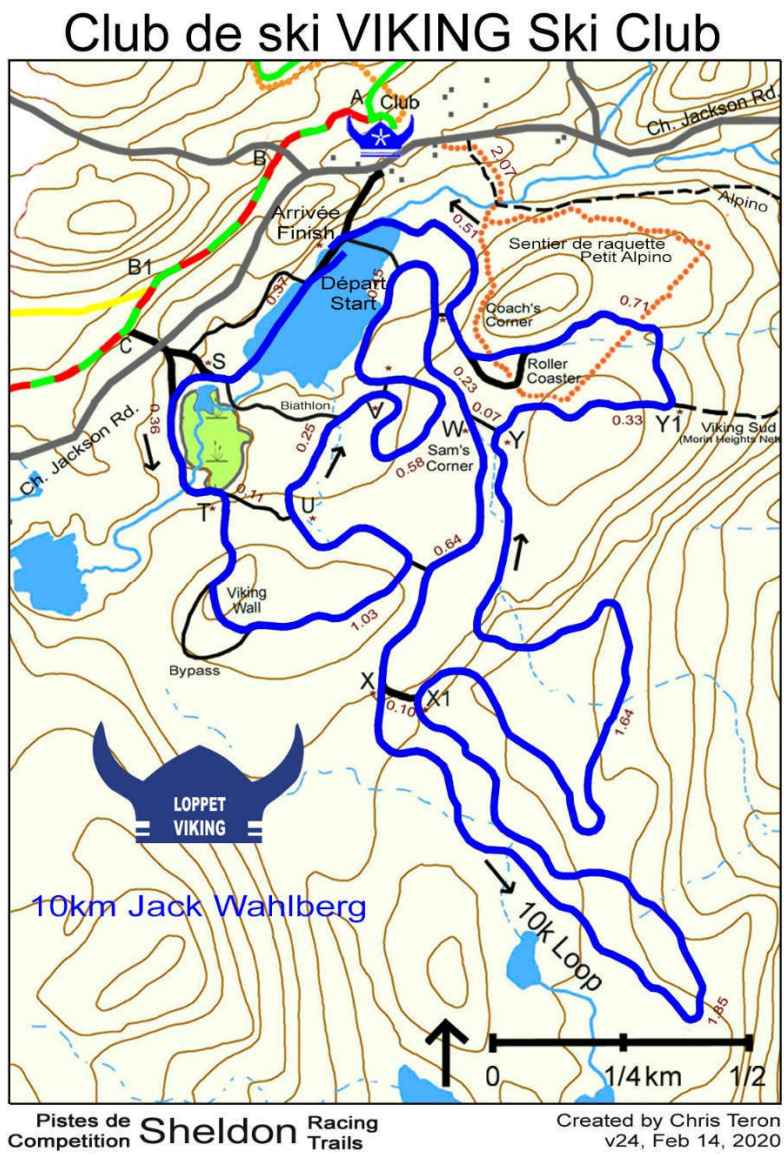 Club de ski VIKING Ski Club
A
Club
Ch. Jackson Rd.
B
2.07
Alpino
0.51
Arrivée
Finish
Sentier de raquette
Petit Alpino
B1
Départ
Start
0.37
Coach's
Corner
0.71
C
S
Roller
Coaster
0.23
Biathlon
V
0.07
0.36
0.25
W
Y
0.33
Y1
Viking Sud
Ch. Jackson Rd.
Sam's
Corner
0.58
0.11
T
U
0.64
Viking
Wall
1.03
Bypass
X
X1
0.10
1.64
LOPPET
VIKING
10km Jack Wahlberg
10k Loop
1.85
0
1/4 km
1/2
Pistes de
Competition
Sheldon
Racing
Trails
Created by Chris Teron
v24, Feb 14, 2020